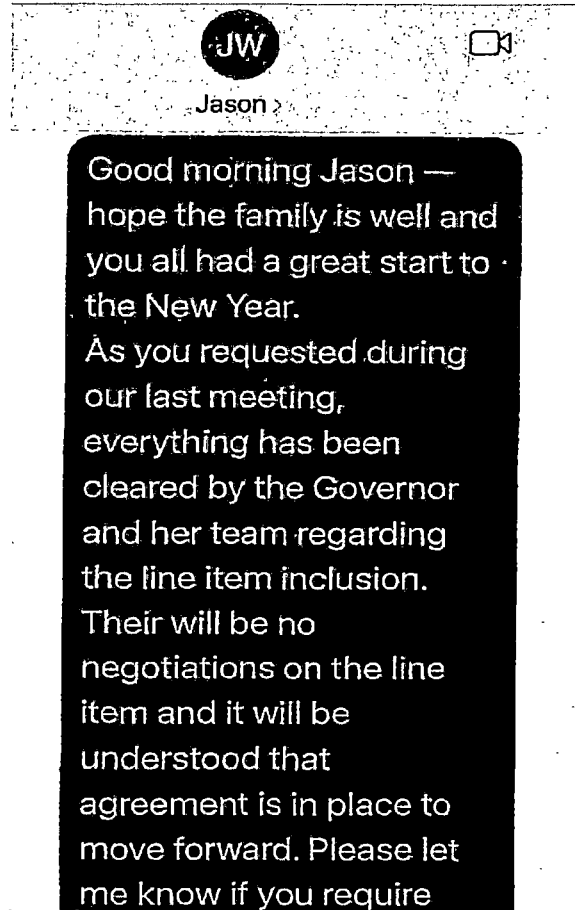 JW
Jason >
Good morning Jason —
hope the family is well and
you all had a great start to
the New Year.
As you requested during
our last meeting,
everything has been
cleared by the Governor
and her team regarding
the line item inclusion.
Their will be no
negotiations on the line
item and it will be
understood that
agreement is in place to
move forward. Please let
me know if you require